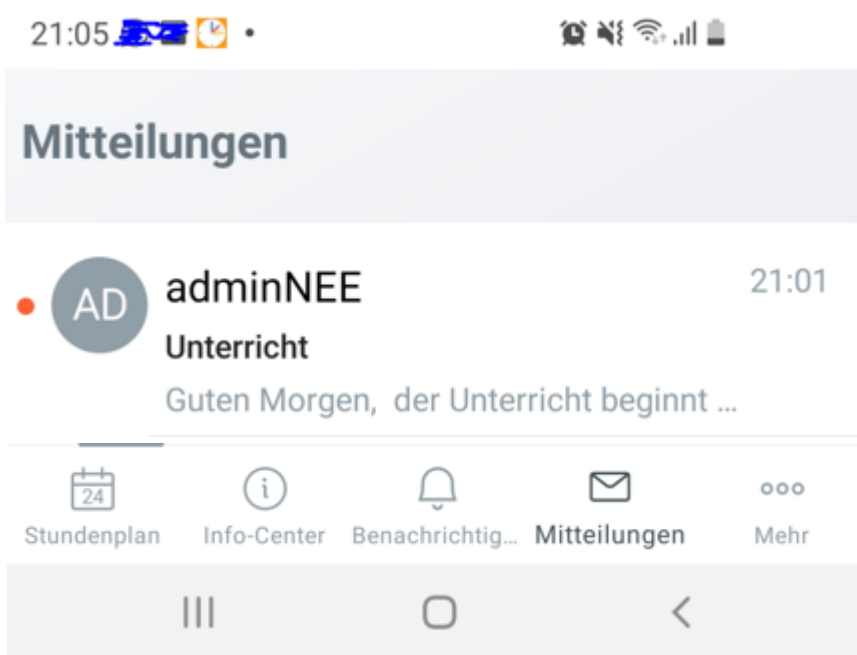 21:05
Mitteilungen
AD adminNEE 21:01
Unterricht
Guten Morgen, der Unterricht beginnt ...
24
Stundenplan Info-Center Benachrichtig... Mitteilungen Mehr